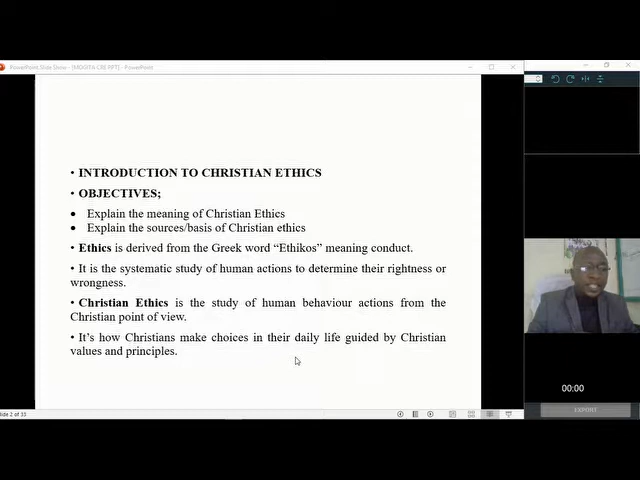 PowerPoint Slide Show - [MOGITIA CRE PPT] - PowerPoint
• INTRODUCTION TO CHRISTIAN ETHICS
• OBJECTIVES;
• Explain the meaning of Christian Ethics
• Explain the sources/basis of Christian ethics
• Ethics is derived from the Greek word “Ethikos” meaning conduct.
• It is the systematic study of human actions to determine their rightness or
wrongness.
• Christian Ethics is the study of human behaviour actions from the
Christian point of view.
• It’s how Christians make choices in their daily life guided by Christian
values and principles.
00:00
EXPORT
Slide 2 of 33